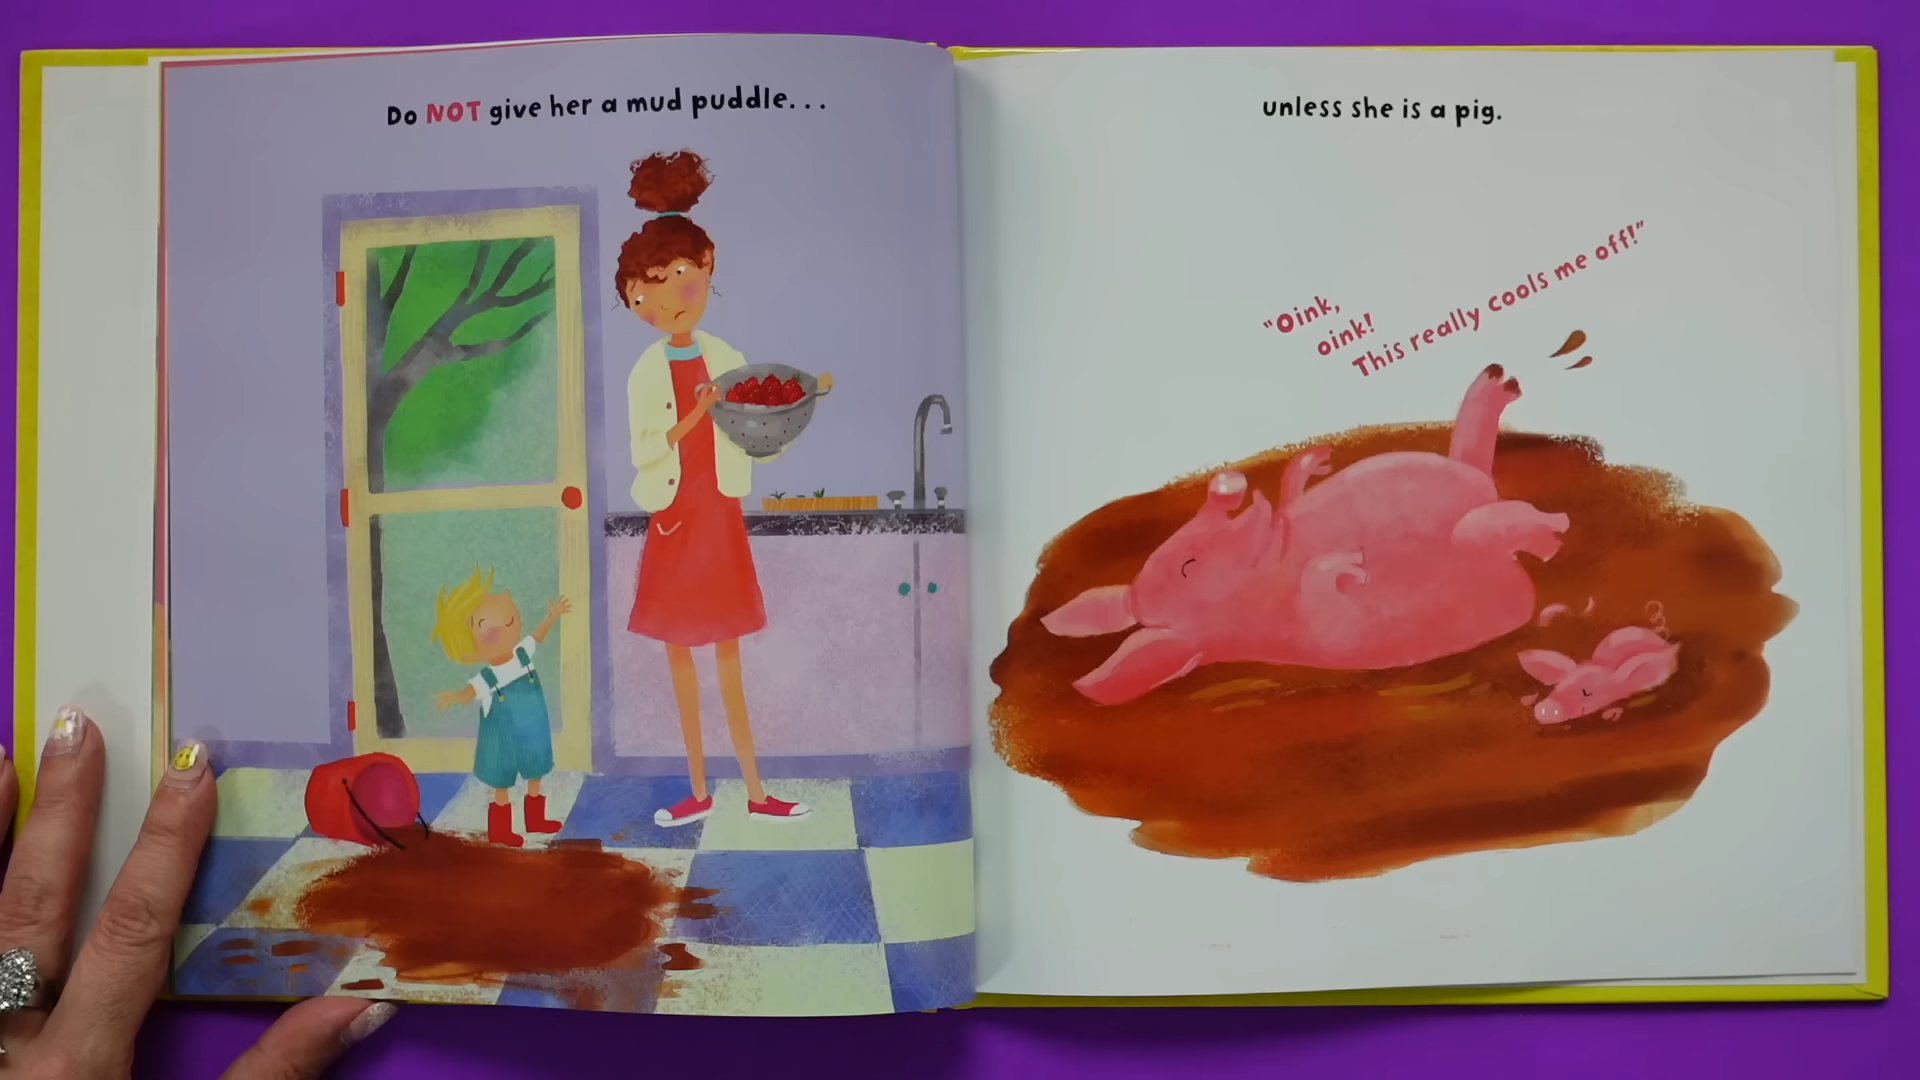 Do NOT give her a mud puddle...
unless she is a pig.
"Oink,
oink!
This really cools me off!"